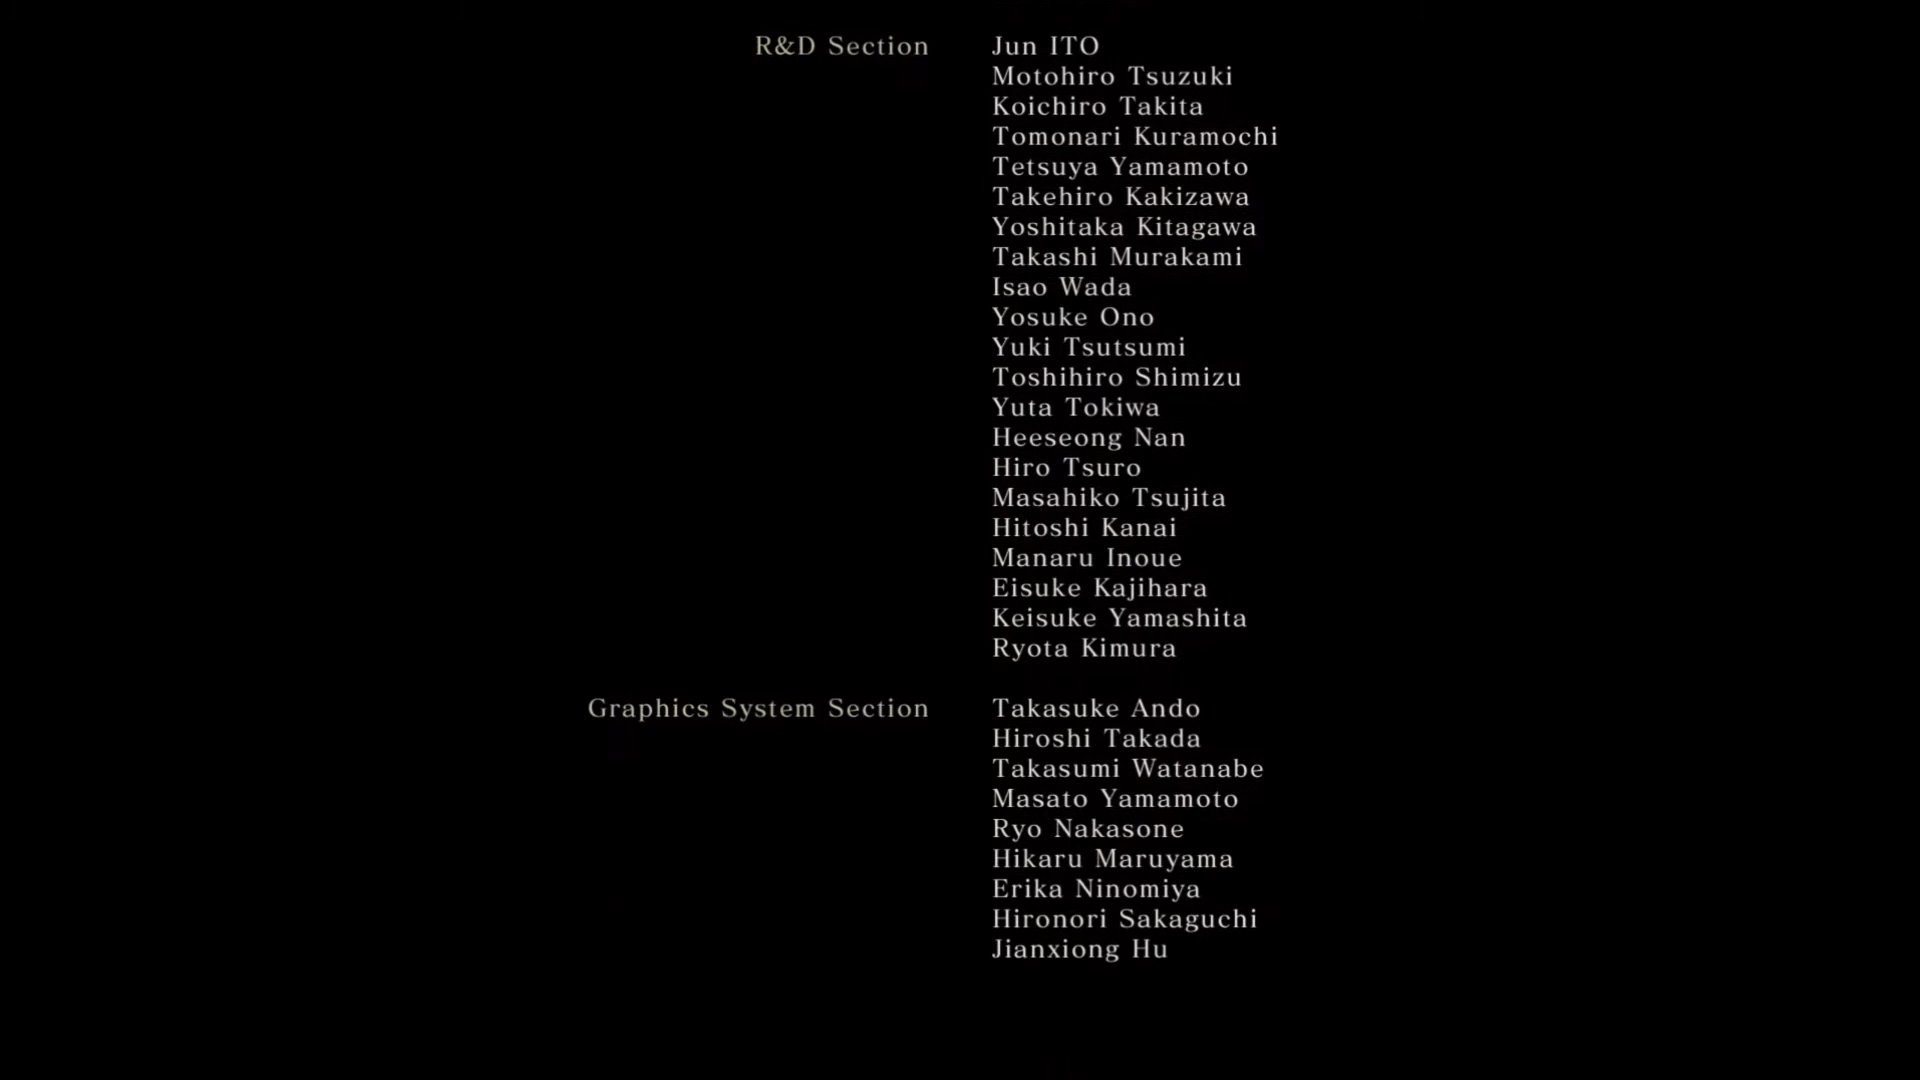 R&D Section Jun ITO
Motohiro Tsuzuki
Koichiro Takita
Tomonari Kuramochi
Tetsuya Yamamoto
Takehiro Kakizawa
Yoshitaka Kitagawa
Takashi Murakami
Isao Wada
Yosuke Ono
Yuki Tsutsumi
Toshihiro Shimizu
Yuta Tokiwa
Heeseong Nan
Hiro Tsuro
Masahiko Tsujita
Hitoshi Kanai
Manaru Inoue
Eisuke Kajihara
Keisuke Yamashita
Ryota Kimura
Graphics System Section Takasuke Ando
Hiroshi Takada
Takasumi Watanabe
Masato Yamamoto
Ryo Nakasone
Hikaru Maruyama
Erika Ninomiya
Hironori Sakaguchi
Jianxiong Hu